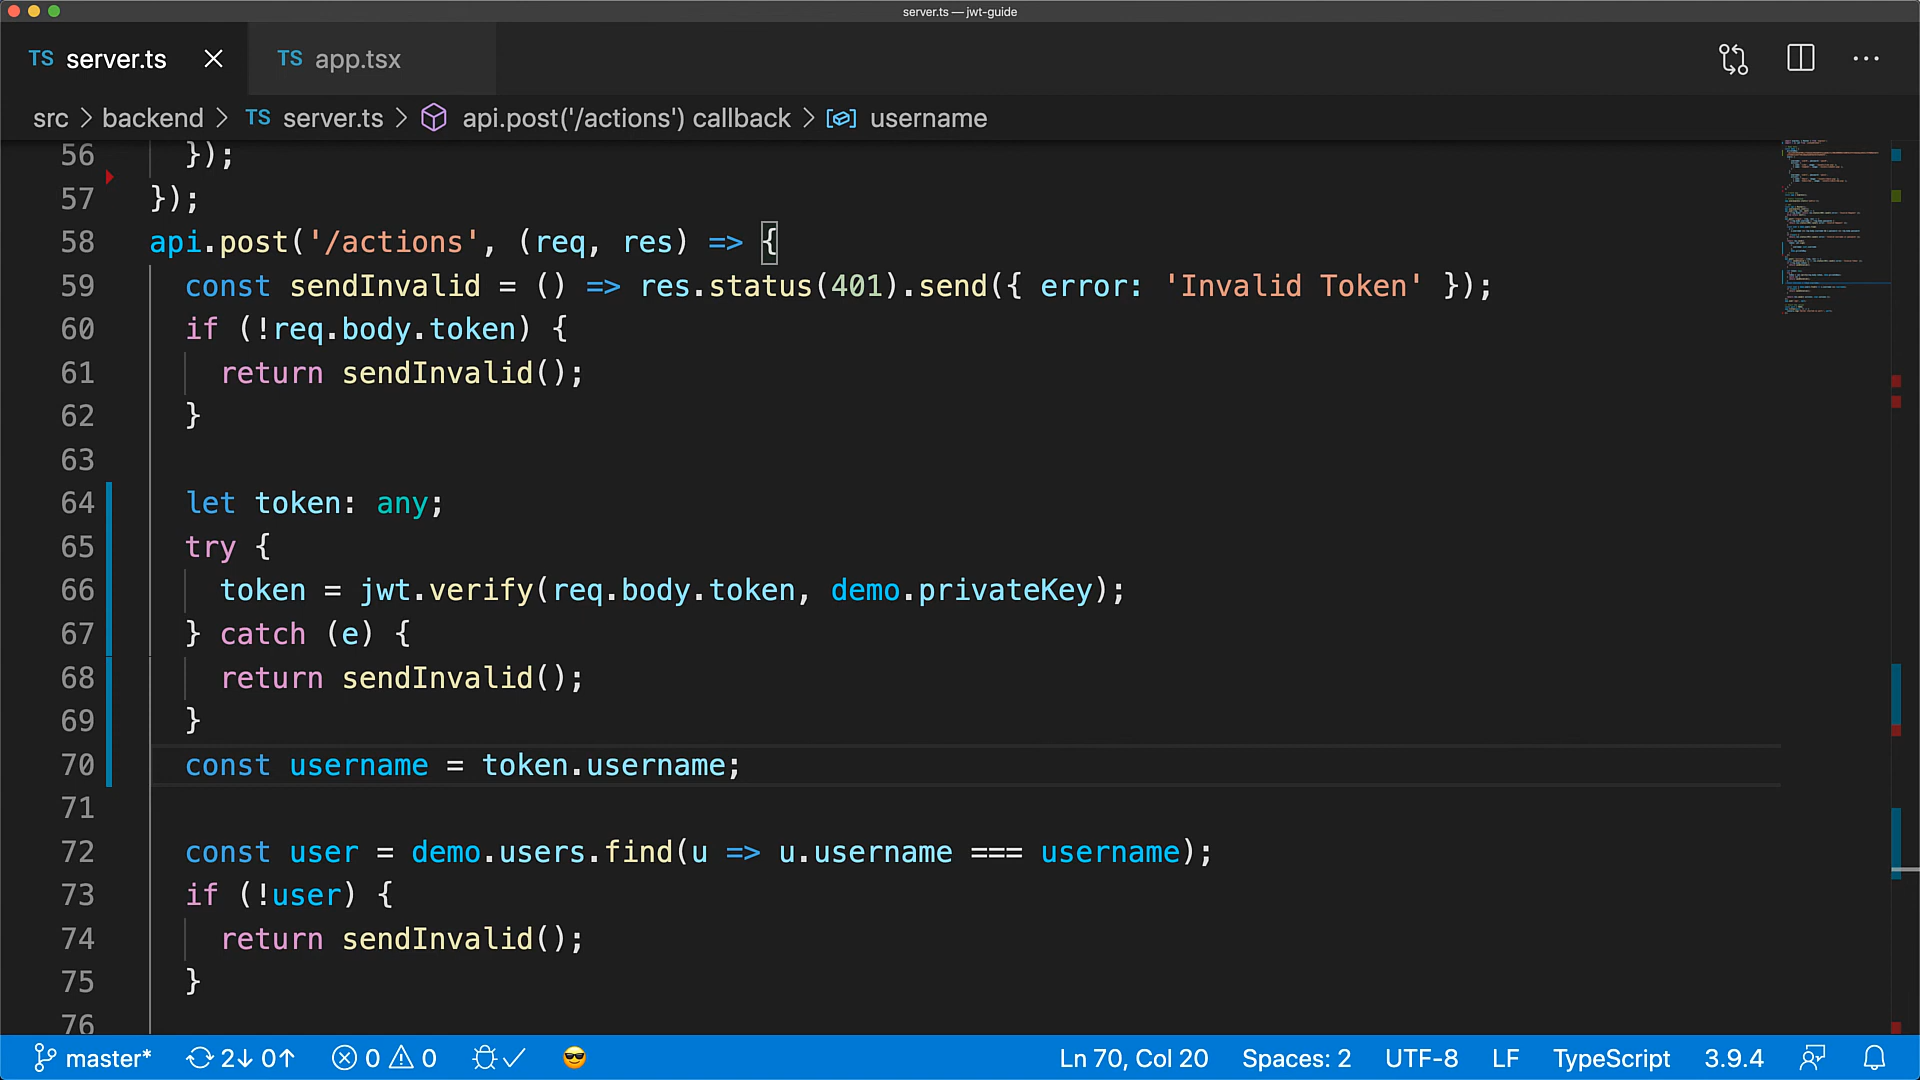 server.ts — jwt-guide
TS server.ts TS app.tsx
src > backend > TS server.ts > api.post('/actions') callback > username
56 });
57 });
58 api.post('/actions', (req, res) => {
59 const sendInvalid = () => res.status(401).send({ error: 'Invalid Token' });
60 if (!req.body.token) {
61 return sendInvalid();
62 }
63
64 let token: any;
65 try {
66 token = jwt.verify(req.body.token, demo.privateKey);
67 } catch (e) {
68 return sendInvalid();
69 }
70 const username = token.username;
71
72 const user = demo.users.find(u => u.username === username);
73 if (!user) {
74 return sendInvalid();
75 }
76
master* 2↓ 0↑ 0 0 Ln 70, Col 20 Spaces: 2 UTF-8 LF TypeScript 3.9.4